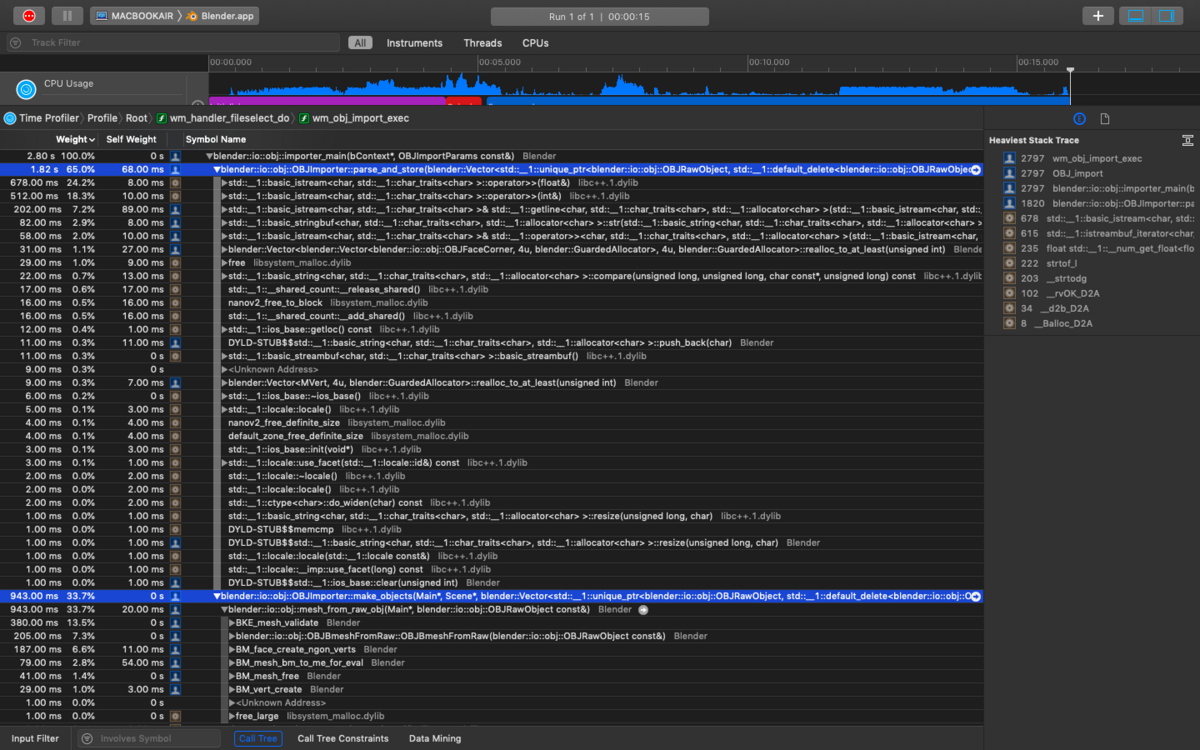 MACBOOKAIR 〉 Blender.app
Run 1 of 1 | 00:00:15
Track Filter
All Instruments Threads CPUs
00:00.000 00:05.000 00:10.000 00:15.000
CPU Usage
Time Profiler 〉 Profile 〉 Root 〉 wm_handler_fileselect_do 〉 wm_obj_import_exec
Weight Self Weight Symbol Name
2.80 s 100.0% 0 s ▼blender::io::obj::importer_main(bContext*, OBJImportParams const&) Blender
1.82 s 65.0% 68.00 ms ▼blender::io::obj::OBJImporter::parse_and_store(blender::Vector<std::__1::unique_ptr<blender::io::obj::OBJRawObject, std::__1::default_delete<blender::io::obj::OBJRawObjec
678.00 ms 24.2% 8.00 ms ▶std::__1::basic_istream<char, std::__1::char_traits<char> >::operator>>(float&) libc++.1.dylib
512.00 ms 18.3% 10.00 ms ▶std::__1::basic_istream<char, std::__1::char_traits<char> >::operator>>(int&) libc++.1.dylib
202.00 ms 7.2% 89.00 ms ▶std::__1::basic_istream<char, std::__1::char_traits<char> >& std::__1::getline<char, std::__1::char_traits<char>, std::__1::allocator<char> >(std::__1::basic_istream<char, std
82.00 ms 2.9% 8.00 ms ▶std::__1::basic_stringbuf<char, std::__1::char_traits<char>, std::__1::allocator<char> >::str(std::__1::basic_string<char, std::__1::char_traits<char>, std::__1::allocator<char> >
58.00 ms 2.0% 10.00 ms ▶std::__1::basic_istream<char, std::__1::char_traits<char> >& std::__1::operator>><char, std::__1::char_traits<char>, std::__1::allocator<char> >(std::__1::basic_istream<char,
31.00 ms 1.1% 27.00 ms ▶blender::Vector<blender::Vector<blender::io::obj::OBJFaceCorner, 4u, blender::GuardedAllocator>, 4u, blender::GuardedAllocator>::realloc_to_at_least(unsigned int) Blende
29.00 ms 1.0% 9.00 ms ▶free libsystem_malloc.dylib
22.00 ms 0.7% 13.00 ms ▶std::__1::basic_string<char, std::__1::char_traits<char>, std::__1::allocator<char> >::compare(unsigned long, unsigned long, char const*, unsigned long) const libc++.1.dylib
17.00 ms 0.6% 17.00 ms std::__1::__shared_count::__release_shared() libc++.1.dylib
16.00 ms 0.5% 16.00 ms nanov2_free_to_block libsystem_malloc.dylib
16.00 ms 0.5% 16.00 ms std::__1::__shared_count::__add_shared() libc++.1.dylib
12.00 ms 0.4% 1.00 ms ▶std::__1::ios_base::getloc() const libc++.1.dylib
11.00 ms 0.3% 11.00 ms DYLD-STUB$$std::__1::basic_string<char, std::__1::char_traits<char>, std::__1::allocator<char> >::push_back(char) Blender
11.00 ms 0.3% 0 s ▶std::__1::basic_streambuf<char, std::__1::char_traits<char> >::basic_streambuf() libc++.1.dylib
9.00 ms 0.3% 0 s ▶<Unknown Address>
9.00 ms 0.3% 7.00 ms ▶blender::Vector<MVert, 4u, blender::GuardedAllocator>::realloc_to_at_least(unsigned int) Blender
6.00 ms 0.2% 0 s ▶std::__1::ios_base::~ios_base() libc++.1.dylib
5.00 ms 0.1% 3.00 ms ▶std::__1::locale::locale() libc++.1.dylib
4.00 ms 0.1% 4.00 ms nanov2_free_definite_size libsystem_malloc.dylib
4.00 ms 0.1% 4.00 ms default_zone_free_definite_size libsystem_malloc.dylib
3.00 ms 0.1% 3.00 ms std::__1::ios_base::init(void*) libc++.1.dylib
3.00 ms 0.1% 1.00 ms ▶std::__1::locale::use_facet(std::__1::locale::id&) const libc++.1.dylib
2.00 ms 0.0% 2.00 ms std::__1::locale::~locale() libc++.1.dylib
2.00 ms 0.0% 2.00 ms std::__1::locale::locale() libc++.1.dylib
2.00 ms 0.0% 2.00 ms std::__1::ctype<char>::do_widen(char) const libc++.1.dylib
1.00 ms 0.0% 1.00 ms std::__1::basic_string<char, std::__1::char_traits<char>, std::__1::allocator<char> >::resize(unsigned long, char) libc++.1.dylib
1.00 ms 0.0% 1.00 ms DYLD-STUB$$memcmp libc++.1.dylib
1.00 ms 0.0% 1.00 ms DYLD-STUB$$std::__1::basic_string<char, std::__1::char_traits<char>, std::__1::allocator<char> >::resize(unsigned long, char) Blender
1.00 ms 0.0% 1.00 ms std::__1::locale::locale(std::__1::locale const&) libc++.1.dylib
1.00 ms 0.0% 1.00 ms std::__1::locale::__imp::use_facet(long) const libc++.1.dylib
1.00 ms 0.0% 1.00 ms DYLD-STUB$$std::__1::ios_base::clear(unsigned int) Blender
943.00 ms 33.7% 0 s ▼blender::io::obj::OBJImporter::make_objects(Main*, Scene*, blender::Vector<std::__1::unique_ptr<blender::io::obj::OBJRawObject, std::__1::default_delete<blender::io::obj::O
943.00 ms 33.7% 20.00 ms ▼blender::io::obj::mesh_from_raw_obj(Main*, blender::io::obj::OBJRawObject const&) Blender
380.00 ms 13.5% 0 s ▶BKE_mesh_validate Blender
205.00 ms 7.3% 0 s ▶blender::io::obj::OBJBmeshFromRaw::OBJBmeshFromRaw(blender::io::obj::OBJRawObject const&) Blender
187.00 ms 6.6% 11.00 ms ▶BM_face_create_ngon_verts Blender
79.00 ms 2.8% 54.00 ms ▶BM_mesh_bm_to_me_for_eval Blender
41.00 ms 1.4% 0 s ▶BM_mesh_free Blender
29.00 ms 1.0% 3.00 ms ▶BM_vert_create Blender
1.00 ms 0.0% 0 s ▶<Unknown Address>
1.00 ms 0.0% 0 s ▶free_large libsystem_malloc.dylib
Heaviest Stack Trace
2797 wm_obj_import_exec
2797 OBJ_import
2797 blender::io::obj::importer_main(b
1820 blender::io::obj::OBJImporter::pa
678 std::__1::basic_istream<char, std
615 std::__1::istreambuf_iterator<char,
235 float std::__1::__num_get_float<flo
222 strtof_l
203 __strtodg
102 __rvOK_D2A
34 __d2b_D2A
8 __Balloc_D2A
Input Filter Involves Symbol Call Tree Call Tree Constraints Data Mining